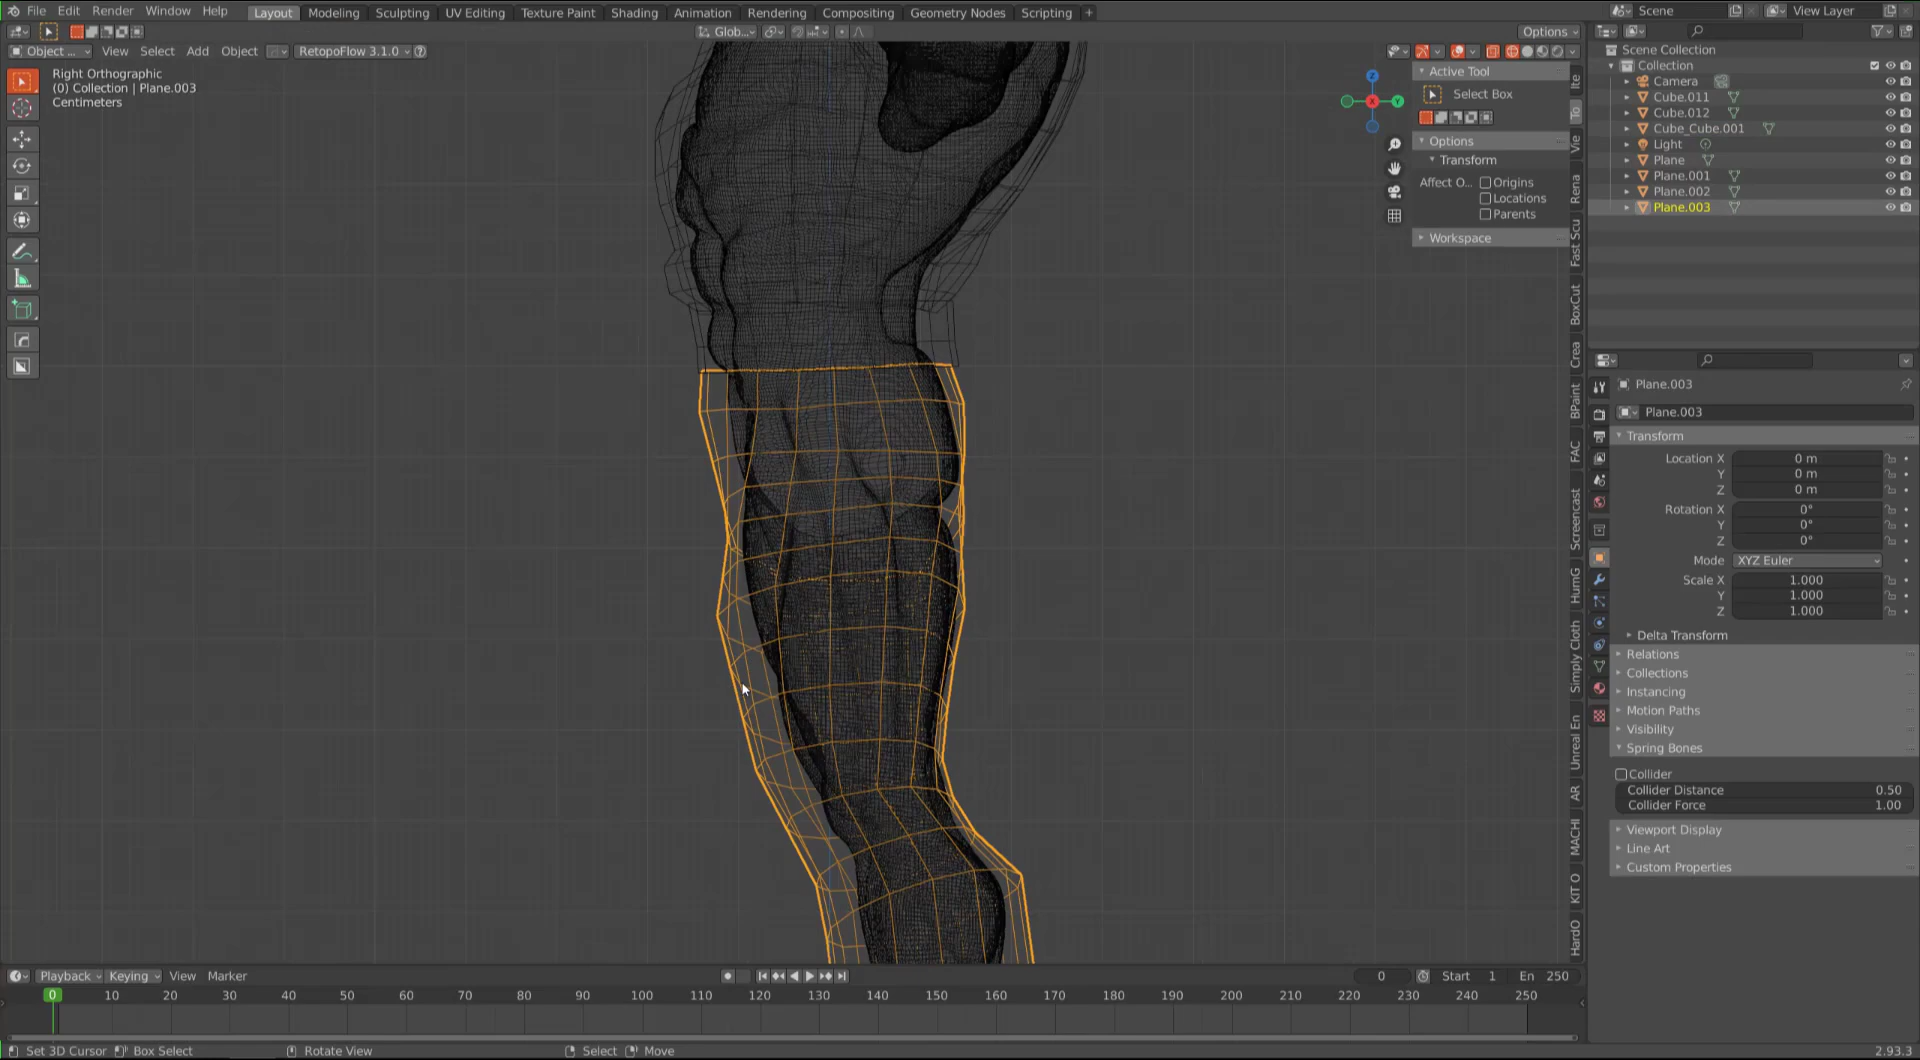 File Edit Render Window Help Layout Modeling Sculpting UV Editing Texture Paint Shading Animation Rendering Compositing Geometry Nodes Scripting + Scene View Layer
Glob... Options
Object ... View Select Add Object RetopoFlow 3.1.0
Right Orthographic
(0) Collection | Plane.003
Centimeters
Z
X
Y
Active Tool
Select Box
Options
Transform
Affect O... Origins
Locations
Parents
Workspace
Ite
To
Vie
Rena
Fast Scu
BoxCut
Crea
BPaint
FAC
Screencast
HumG
Simply Cloth
Unreal En
AR
MACHI
KIT O
HardO
Scene Collection
Collection
Camera
Cube.011
Cube.012
Cube_Cube.001
Light
Plane
Plane.001
Plane.002
Plane.003
Plane.003
Plane.003
Transform
Location X 0 m
Y 0 m
Z 0 m
Rotation X 0°
Y 0°
Z 0°
Mode XYZ Euler
Scale X 1.000
Y 1.000
Z 1.000
Delta Transform
Relations
Collections
Instancing
Motion Paths
Visibility
Spring Bones
Collider
Collider Distance 0.50
Collider Force 1.00
Viewport Display
Line Art
Custom Properties
Playback Keying View Marker 0 Start 1 En 250
0 10 20 30 40 50 60 70 80 90 100 110 120 130 140 150 160 170 180 190 200 210 220 230 240 250
Set 3D Cursor Box Select Rotate View Select Move 2.93.3